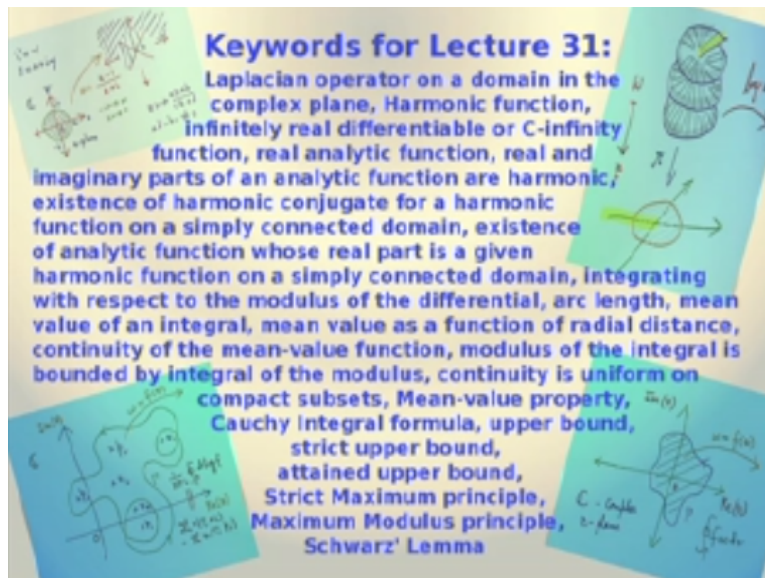 Keywords for Lecture 31:
Laplacian operator on a domain in the
complex plane, Harmonic function,
infinitely real differentiable or C-infinity
function, real analytic function, real and
imaginary parts of an analytic function are harmonic,
existence of harmonic conjugate for a harmonic
function on a simply connected domain, existence
of analytic function whose real part is a given
harmonic function on a simply connected domain, integrating
with respect to the modulus of the differential, arc length, mean
value of an integral, mean value as a function of radial distance,
continuity of the mean-value function, modulus of the integral is
bounded by integral of the modulus, continuity is uniform on
compact subsets, Mean-value property,
Cauchy Integral formula, upper bound,
strict upper bound,
attained upper bound,
Strict Maximum principle,
Maximum Modulus principle,
Schwarz' Lemma